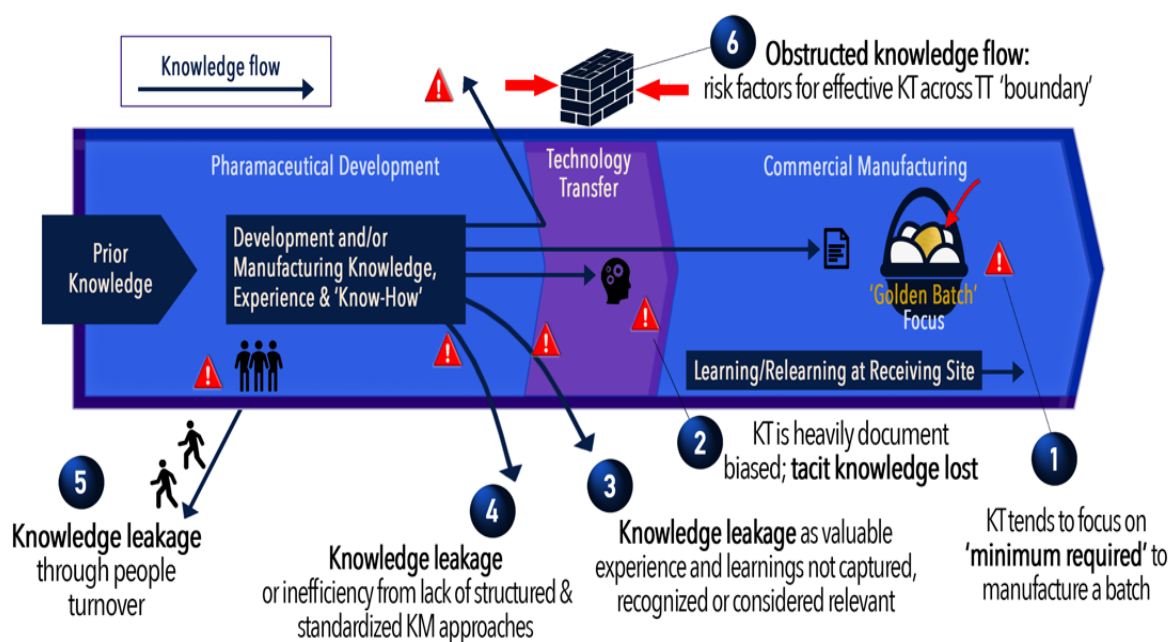 Knowledge flow
6
Obstructed knowledge flow:
risk factors for effective KT across TT ‘boundary’
Pharamaceutical Development
Technology
Transfer
Commercial Manufacturing
Prior
Knowledge
Development and/or
Manufacturing Knowledge,
Experience & ‘Know-How’
‘Golden Batch’
Focus
Learning/Relearning at Receiving Site
5
Knowledge leakage
through people
turnover
4
Knowledge leakage
or inefficiency from lack of structured &
standardized KM approaches
3
Knowledge leakage as valuable
experience and learnings not captured,
recognized or considered relevant
2
KT is heavily document
biased; tacit knowledge lost
1
KT tends to focus on
‘minimum required’ to
manufacture a batch